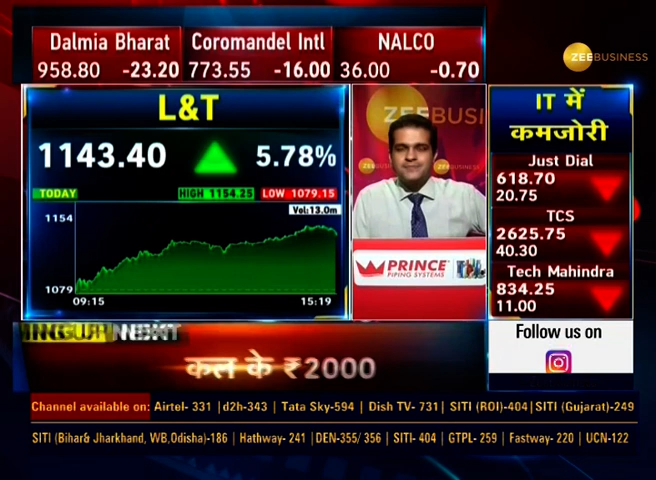 Dalmia Bharat
958.80 -23.20
Coromandel Intl
773.55 -16.00
NALCO
36.00 -0.70
ZEEBUSINESS
L&T
1143.40 5.78%
TODAY HIGH 1154.25 LOW 1079.15
Vol:13.0m
1154
1079
09:15 15:19
ZEEBUSI
ZEEBUSINESS
PRINCE
PIPING SYSTEMS
IT में
कमजोरी
Just Dial
618.70
20.75
TCS
2625.75
40.30
Tech Mahindra
834.25
11.00
Follow us on
कल के ₹2000
Channel available on: Airtel- 331 |d2h-343 | Tata Sky-594 | Dish TV- 731| SITI (ROI)-404| SITI (Gujarat)-249
SITI (Bihar& Jharkhand, WB,Odisha)-186 | Hathway- 241 |DEN-355/ 356 | SITI- 404 | GTPL- 259 | Fastway- 220 | UCN-122